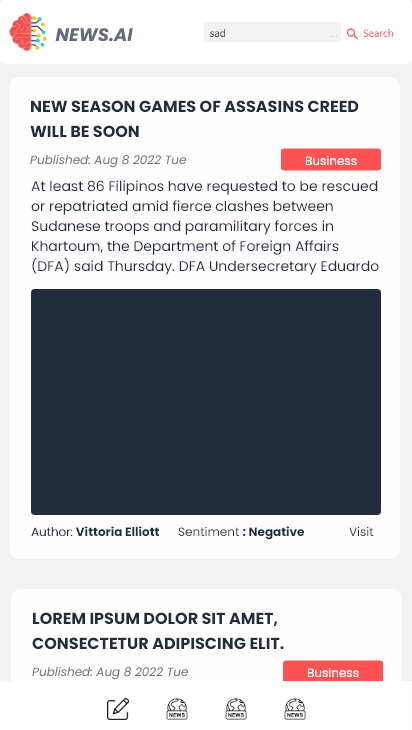 NEWS.AI
sad
Search
NEW SEASON GAMES OF ASSASINS CREED
WILL BE SOON
Published: Aug 8 2022 Tue
Business
At least 86 Filipinos have requested to be rescued
or repatriated amid fierce clashes between
Sudanese troops and paramilitary forces in
Khartoum, the Department of Foreign Affairs
(DFA) said Thursday. DFA Undersecretary Eduardo
Author: Vittoria Elliott Sentiment : Negative Visit
LOREM IPSUM DOLOR SIT AMET,
CONSECTETUR ADIPISCING ELIT.
Published: Aug 8 2022 Tue
Business
NEWS NEWS NEWS